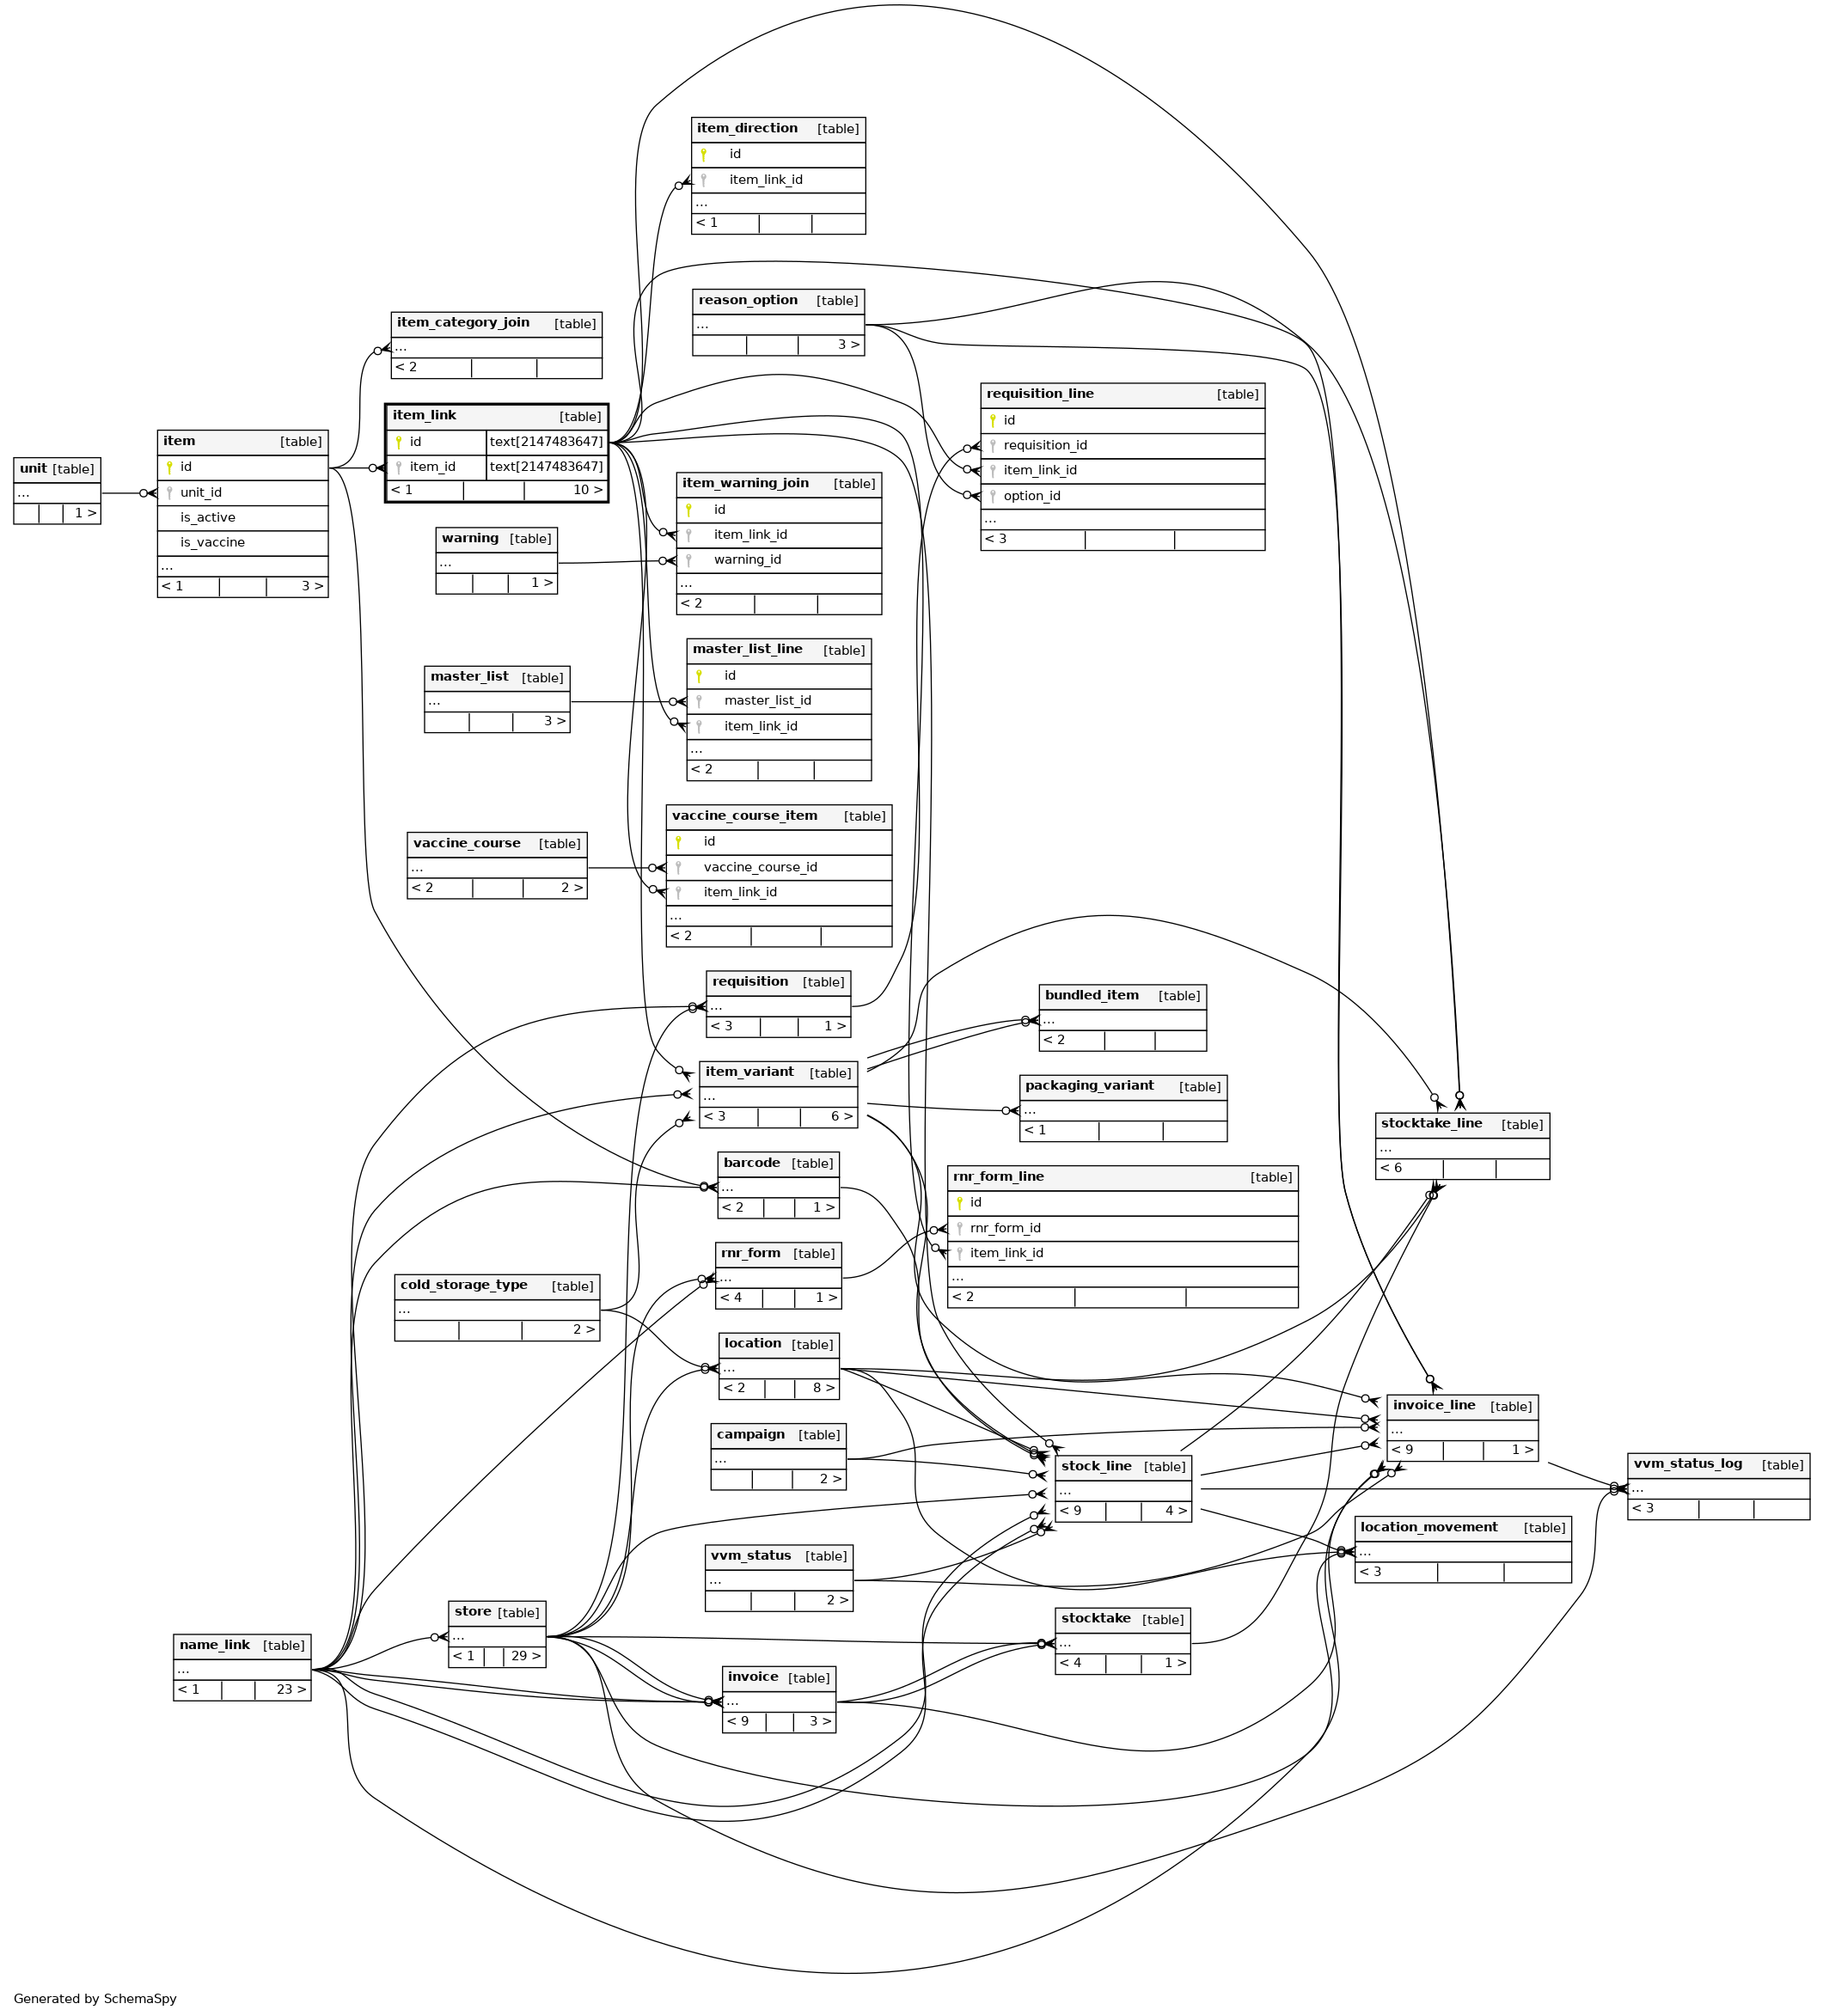 item_direction [table]
id
item_link_id
...
< 1
reason_option [table]
...
3 >
item_category_join [table]
...
< 2
requisition_line [table]
id
requisition_id
item_link_id
option_id
...
< 3
item_link [table]
id text[2147483647]
item_id text[2147483647]
< 1 10 >
item [table]
id
unit_id
is_active
is_vaccine
...
< 1 3 >
unit [table]
...
1 >
item_warning_join [table]
id
item_link_id
warning_id
...
< 2
warning [table]
...
1 >
master_list_line [table]
id
master_list_id
item_link_id
...
< 2
master_list [table]
...
3 >
vaccine_course_item [table]
id
vaccine_course_id
item_link_id
...
< 2
vaccine_course [table]
...
< 2 2 >
requisition [table]
...
< 3 1 >
bundled_item [table]
...
< 2
item_variant [table]
...
< 3 6 >
packaging_variant [table]
...
< 1
stocktake_line [table]
...
< 6
barcode [table]
...
< 2 1 >
rnr_form_line [table]
id
rnr_form_id
item_link_id
...
< 2
rnr_form [table]
...
< 4 1 >
cold_storage_type [table]
...
2 >
location [table]
...
< 2 8 >
invoice_line [table]
...
< 9 1 >
campaign [table]
...
2 >
stock_line [table]
...
< 9 4 >
vvm_status_log [table]
...
< 3
location_movement [table]
...
< 3
vvm_status [table]
...
2 >
store [table]
...
< 1 29 >
stocktake [table]
...
< 4 1 >
name_link [table]
...
< 1 23 >
invoice [table]
...
< 9 3 >
Generated by SchemaSpy